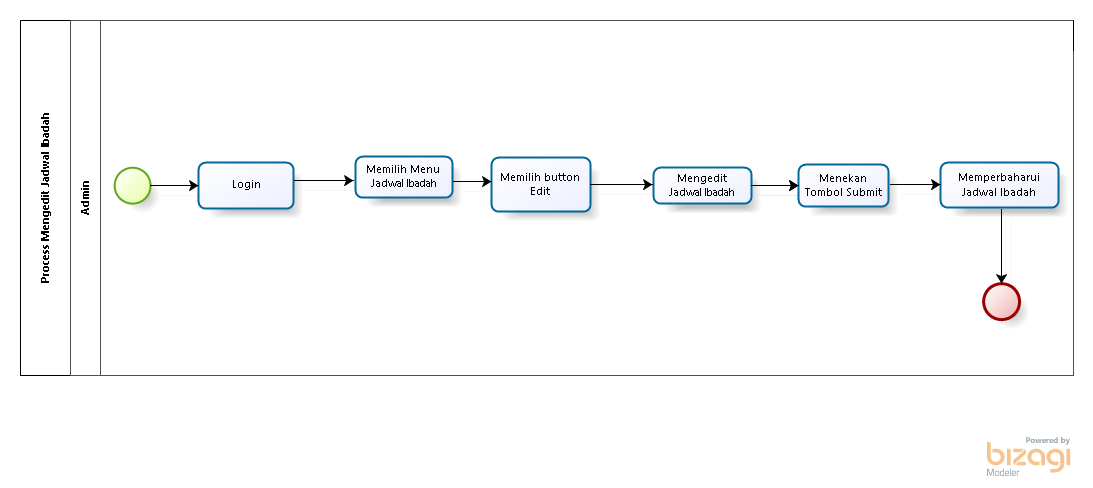 Process Mengedit Jadwal Ibadah
Admin
Login
Memilih Menu
Jadwal Ibadah
Memilih button
Edit
Mengedit
Jadwal Ibadah
Menekan
Tombol Submit
Memperbaharui
Jadwal Ibadah
Powered by
bizagi
Modeler